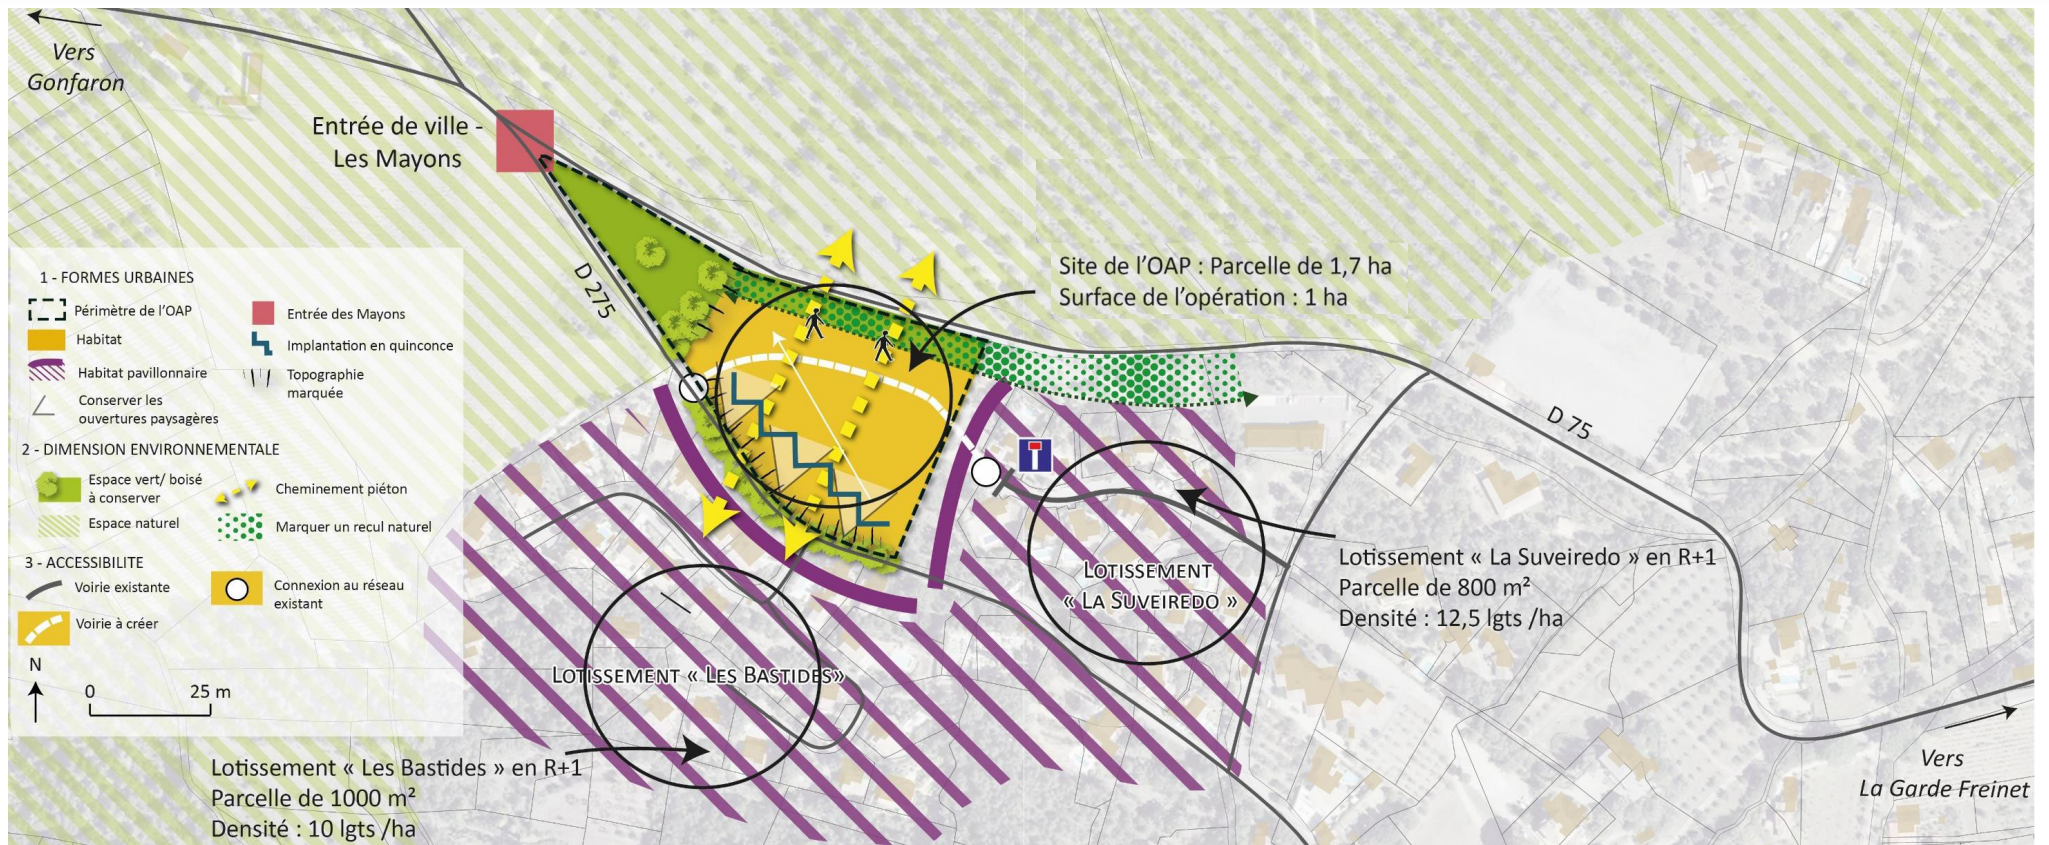 Vers
Gonfaron
Entrée de ville -
Les Mayons
D 275
Site de l'OAP : Parcelle de 1,7 ha
Surface de l'opération : 1 ha
1 - FORMES URBAINES
Périmètre de l'OAP
Habitat
Habitat pavillonnaire
Conserver les
ouvertures paysagères
Entrée des Mayons
Implantation en quinconce
Topographie
marquée
2 - DIMENSION ENVIRONNEMENTALE
Espace vert/ boisé
à conserver
Espace naturel
Cheminement piéton
Marquer un recul naturel
3 - ACCESSIBILITE
Voirie existante
Voirie à créer
Connexion au réseau
existant
N
0 25 m
D 75
Lotissement
« La Suveiredo »
Lotissement « La Suveiredo » en R+1
Parcelle de 800 m²
Densité : 12,5 lgts /ha
Lotissement « Les Bastides»
Lotissement « Les Bastides » en R+1
Parcelle de 1000 m²
Densité : 10 lgts /ha
Vers
La Garde Freinet